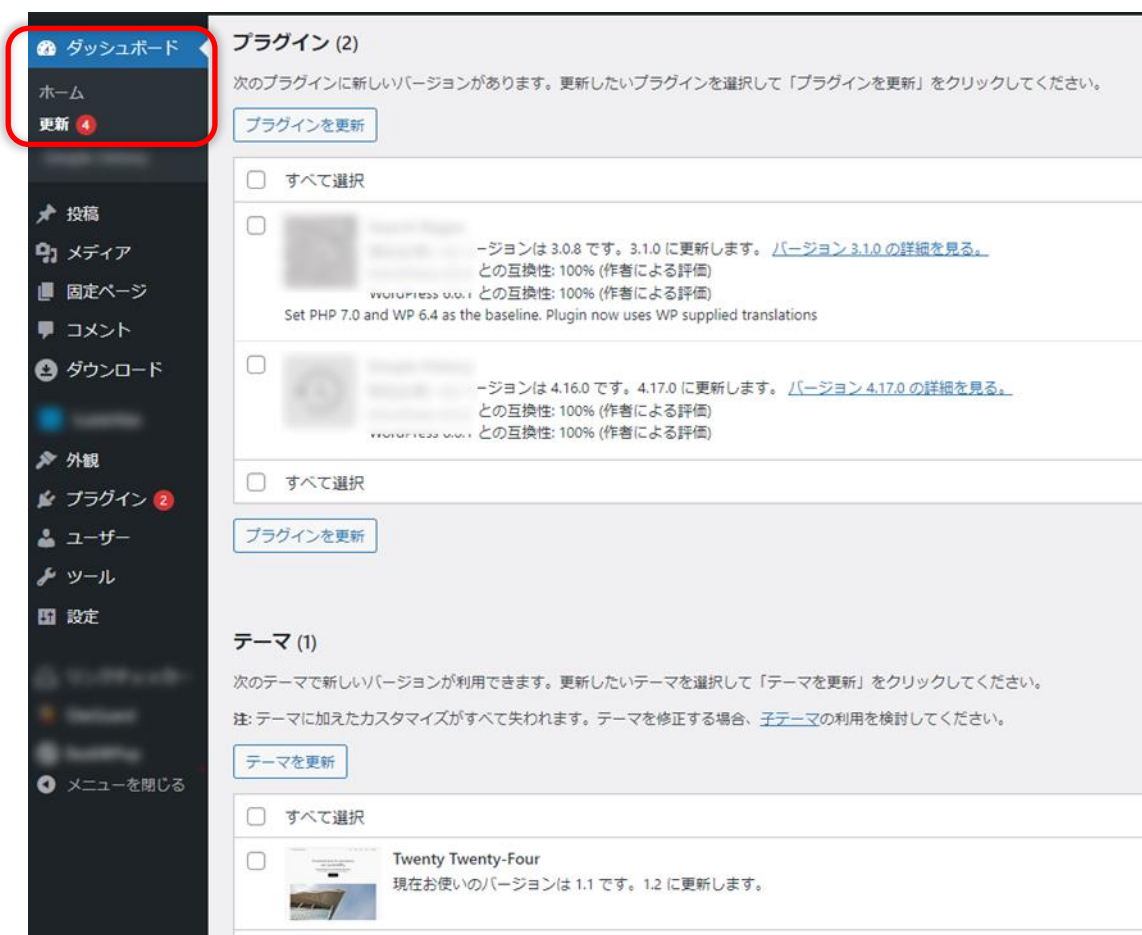 ダッシュボード
ホーム
更新 4
投稿
メディア
固定ページ
コメント
ダウンロード
外観
プラグイン 2
ユーザー
ツール
設定
メニューを閉じる
プラグイン (2)
次のプラグインに新しいバージョンがあります。更新したいプラグインを選択して「プラグインを更新」をクリックしてください。
プラグインを更新
すべて選択
ージョンは 3.0.8 です。3.1.0 に更新します。 バージョン 3.1.0 の詳細を見る。
との互換性: 100% (作者による評価)
との互換性: 100% (作者による評価)
Set PHP 7.0 and WP 6.4 as the baseline. Plugin now uses WP supplied translations
ージョンは 4.16.0 です。4.17.0 に更新します。 バージョン 4.17.0 の詳細を見る。
との互換性: 100% (作者による評価)
との互換性: 100% (作者による評価)
すべて選択
プラグインを更新
テーマ (1)
次のテーマで新しいバージョンが利用できます。更新したいテーマを選択して「テーマを更新」をクリックしてください。
注: テーマに加えたカスタマイズがすべて失われます。テーマを修正する場合、子テーマの利用を検討してください。
テーマを更新
すべて選択
Twenty Twenty-Four
現在お使いのバージョンは 1.1 です。1.2 に更新します。